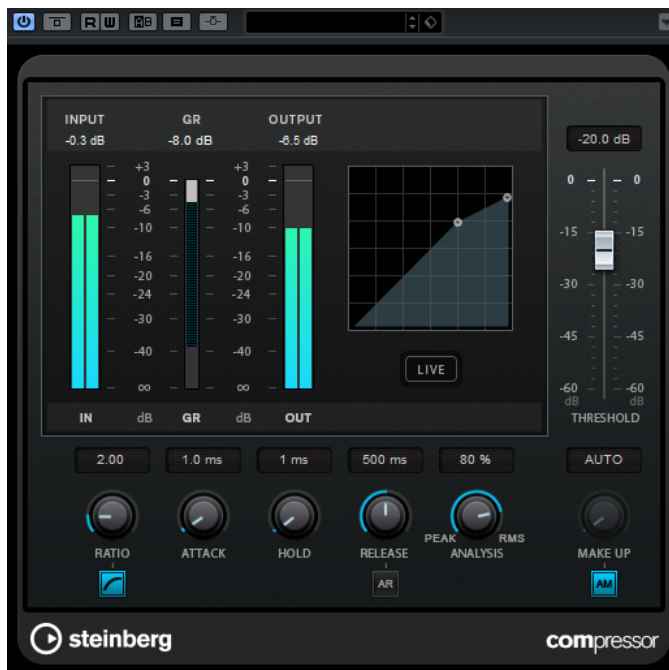 R W AB
INPUT GR OUTPUT
-0.3 dB -8.0 dB -6.5 dB
-20.0 dB
+3 +3
0 0 0 0
-3 -3
-6 -6
-10 -10
-15 -15
-16 -16
-20 -20
-24 -24
-30 -30
-30 -30
-45 -45
-40 -40
∞ ∞
-60 -60
dB dB
LIVE
IN dB GR dB OUT
THRESHOLD
2.00 1.0 ms 1 ms 500 ms 80 % AUTO
PEAK RMS
RATIO ATTACK HOLD RELEASE ANALYSIS MAKE UP
AR AM
steinberg compressor